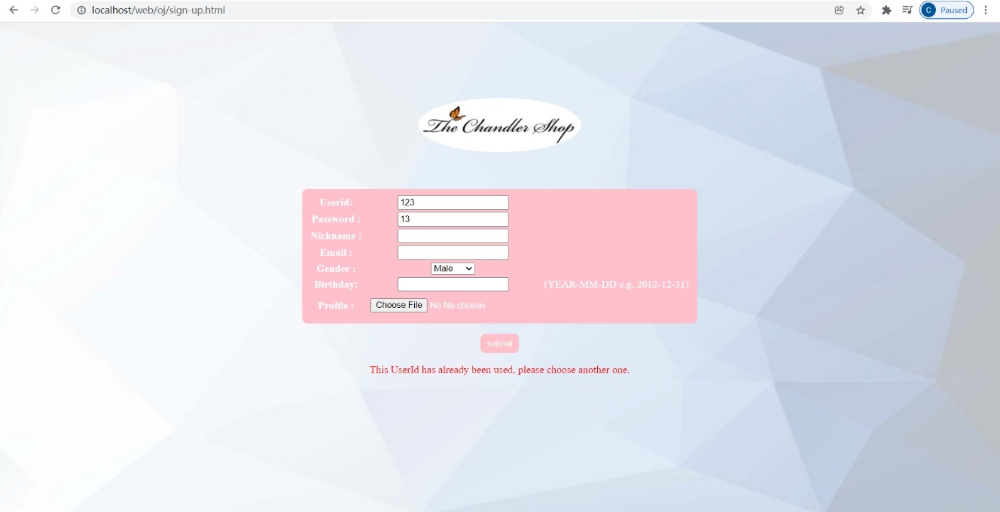 localhost/web/oj/sign-up.html
C Paused
The Chandler Shop
Userid: 123
Password : 13
Nickname :
Email :
Gender : Male
Birthday: (YEAR-MM-DD e.g. 2012-12-31)
Profile : Choose File No file chosen
submit
This UserId has already been used, please choose another one.